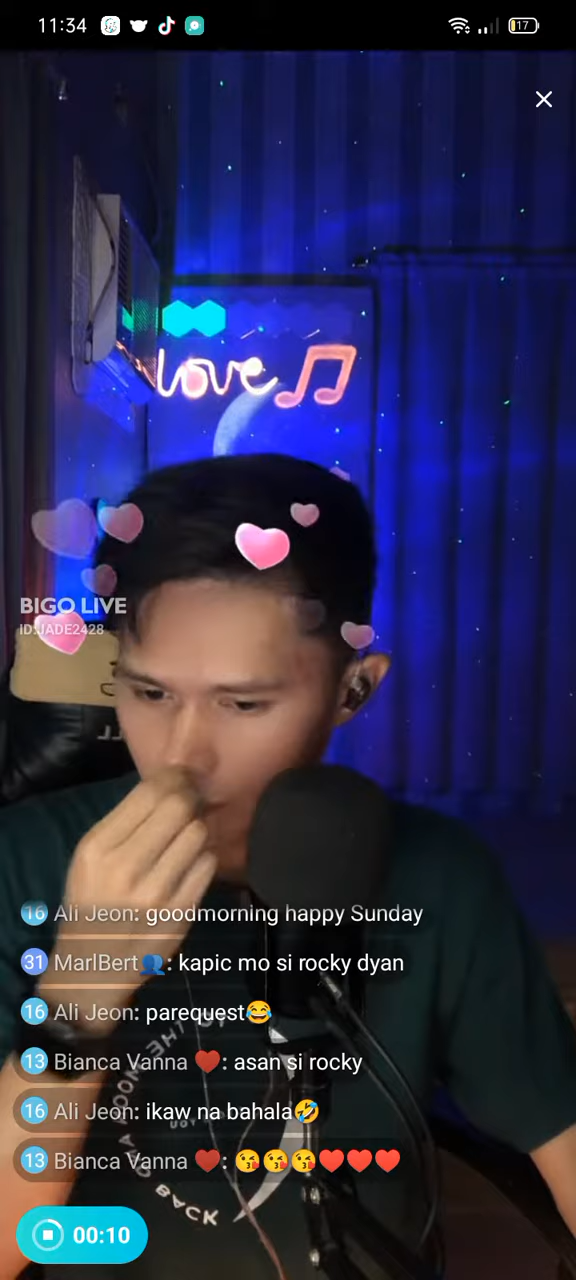 11:34
17
love
BIGO LIVE
ID:JADE2428
16 Ali Jeon: goodmorning happy Sunday
31 MarlBert👥: kapic mo si rocky dyan
16 Ali Jeon: parequest😂
13 Bianca Vanna ♥️: asan si rocky
16 Ali Jeon: ikaw na bahala🤣
13 Bianca Vanna ♥️: 😘😘😘♥️♥️♥️
BACK
00:10